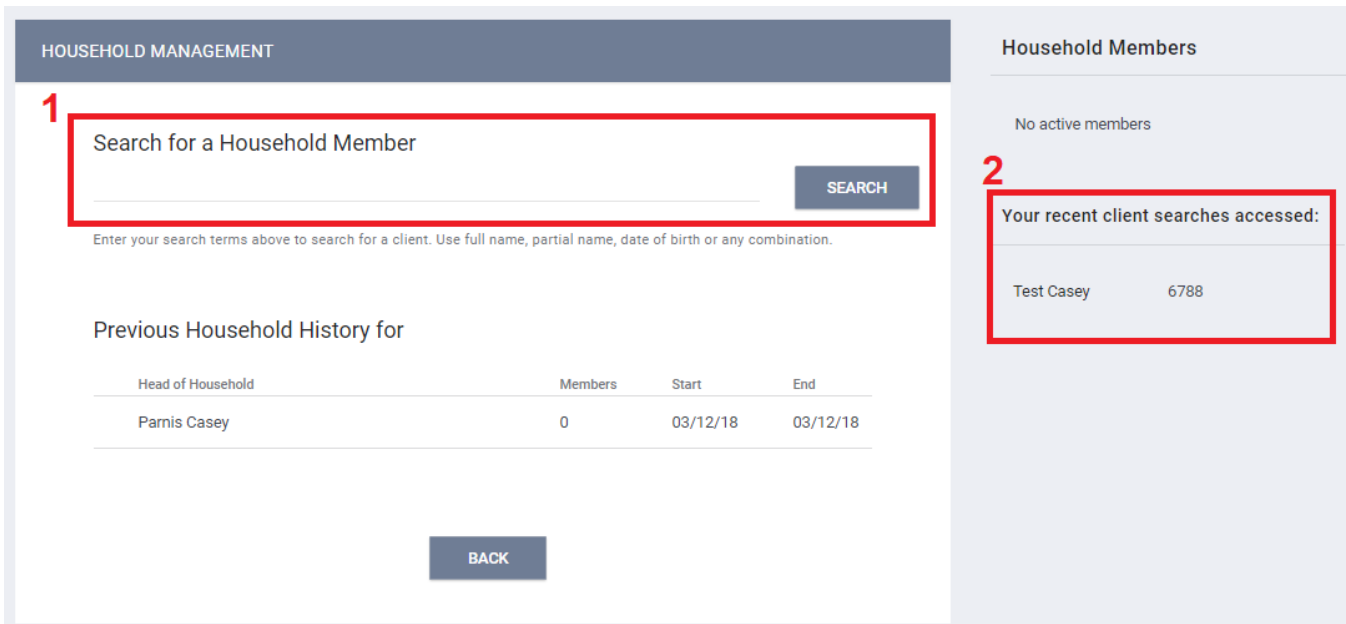 HOUSEHOLD MANAGEMENT
1
Search for a Household Member
SEARCH
Enter your search terms above to search for a client. Use full name, partial name, date of birth or any combination.
Previous Household History for
Head of Household Members Start End
Parnis Casey 0 03/12/18 03/12/18
BACK
Household Members
No active members
2
Your recent client searches accessed:
Test Casey 6788